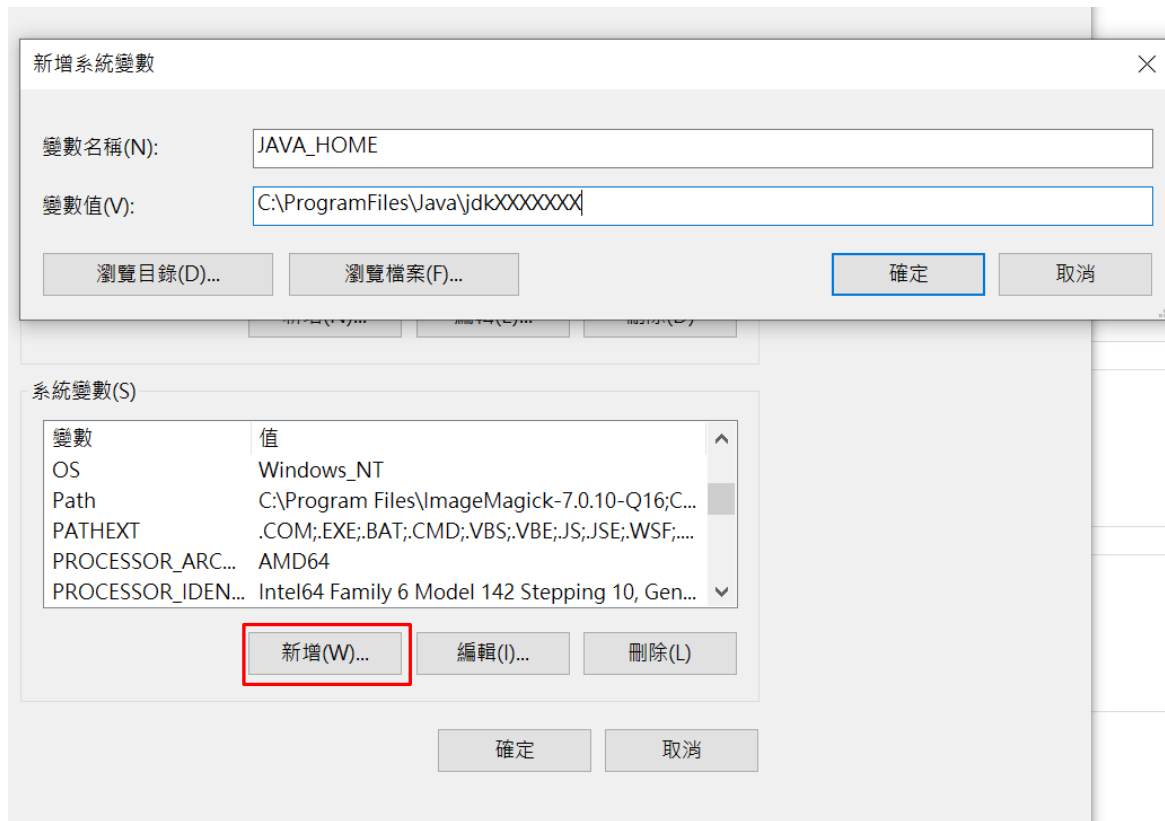 新增系統變數
變數名稱(N):
JAVA_HOME
變數值(V):
C:\ProgramFiles\Java\jdkXXXXXXX
瀏覽目錄(D)... 瀏覽檔案(F)... 確定 取消
系統變數(S)
變數 值
OS Windows_NT
Path C:\Program Files\ImageMagick-7.0.10-Q16;C...
PATHEXT .COM;.EXE;.BAT;.CMD;.VBS;.VBE;.JS;.JSE;.WSF;....
PROCESSOR_ARC... AMD64
PROCESSOR_IDEN... Intel64 Family 6 Model 142 Stepping 10, Gen...
新增(W)... 編輯(I)... 刪除(L)
確定 取消